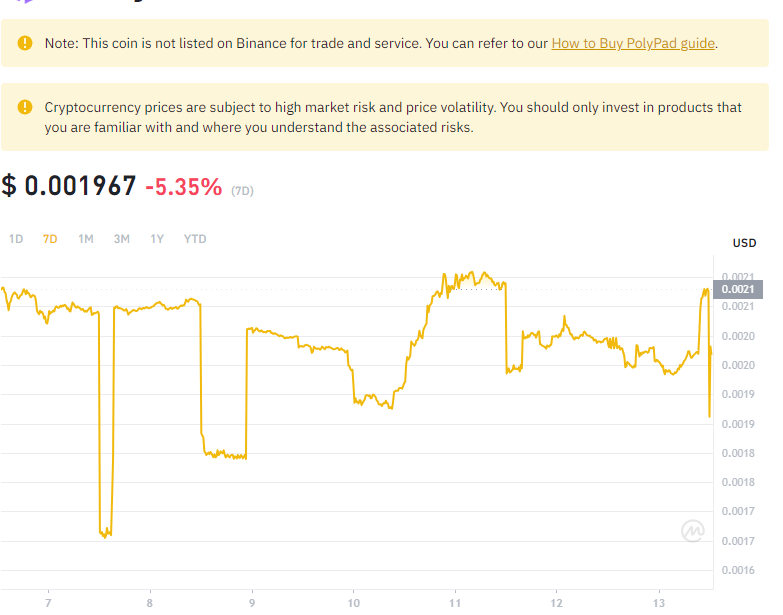 Note: This coin is not listed on Binance for trade and service. You can refer to our How to Buy PolyPad guide.
Cryptocurrency prices are subject to high market risk and price volatility. You should only invest in products that
you are familiar with and where you understand the associated risks.
$ 0.001967 -5.35% (7D)
1D 7D 1M 3M 1Y YTD
USD
0.0021
0.0021
0.0021
0.0020
0.0020
0.0019
0.0019
0.0018
0.0018
0.0017
0.0017
0.0016
7 8 9 10 11 12 13